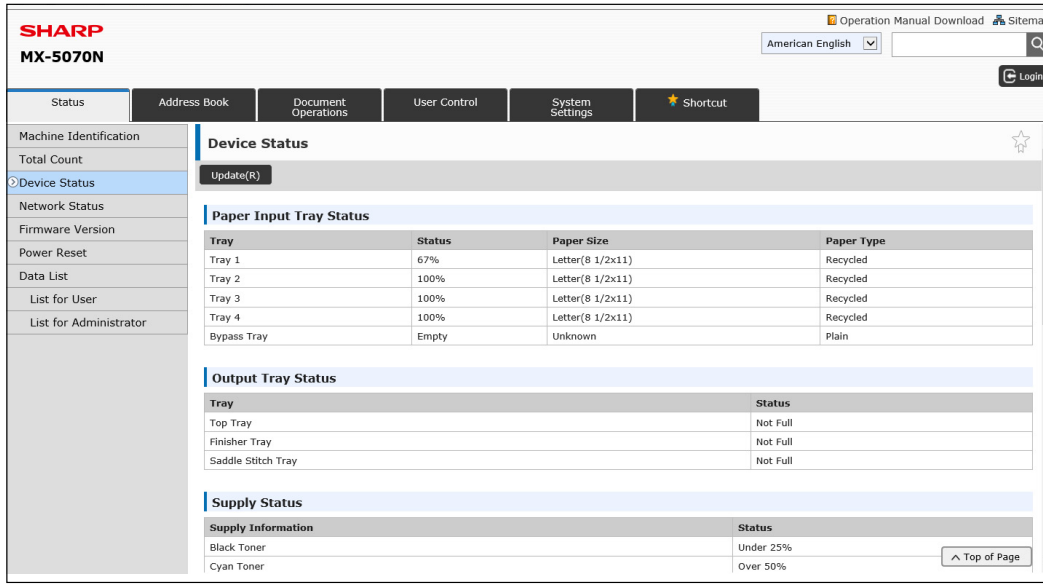 SHARP
MX-5070N
Operation Manual Download Sitema
American English
Login
Status Address Book Document Operations User Control System Settings Shortcut
Machine Identification
Total Count
Device Status
Network Status
Firmware Version
Power Reset
Data List
List for User
List for Administrator
Device Status
Update(R)
Paper Input Tray Status
Tray Status Paper Size Paper Type
Tray 1 67% Letter(8 1/2x11) Recycled
Tray 2 100% Letter(8 1/2x11) Recycled
Tray 3 100% Letter(8 1/2x11) Recycled
Tray 4 100% Letter(8 1/2x11) Recycled
Bypass Tray Empty Unknown Plain
Output Tray Status
Tray Status
Top Tray Not Full
Finisher Tray Not Full
Saddle Stitch Tray Not Full
Supply Status
Supply Information Status
Black Toner Under 25%
Cyan Toner Over 50%
Top of Page